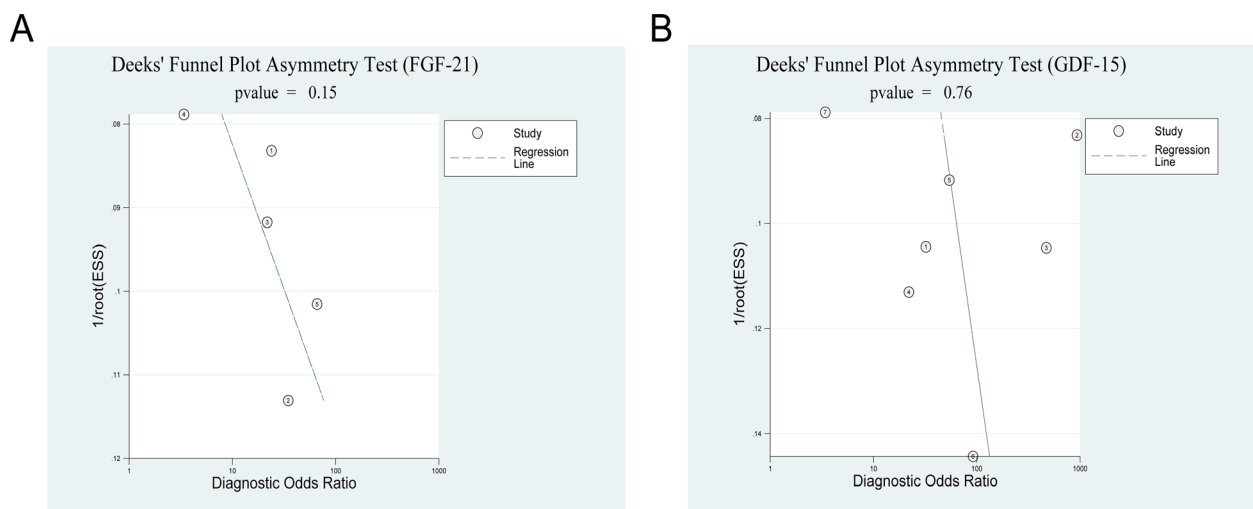 A
Deeks' Funnel Plot Asymmetry Test (FGF-21)
pvalue = 0.15
.08
.09
.1
.11
.12
1/root(ESS)
4
1
3
5
2
1
10
100
1000
Diagnostic Odds Ratio
Study
Regression
Line
B
Deeks' Funnel Plot Asymmetry Test (GDF-15)
pvalue = 0.76
.08
.1
.12
.14
1/root(ESS)
7
2
5
1
3
4
6
1
10
100
1000
Diagnostic Odds Ratio
Study
Regression
Line